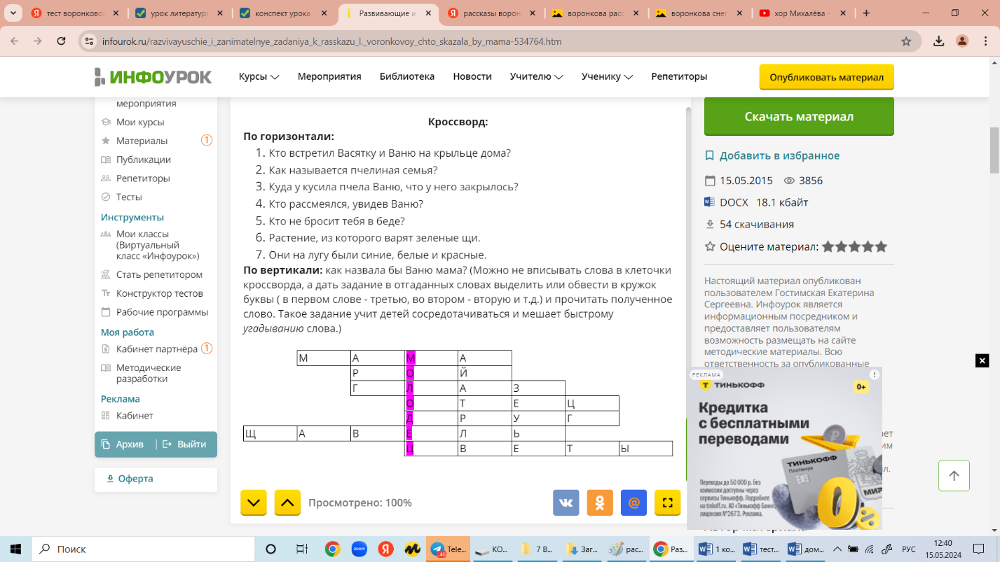 тест воронковой
урок литератур
конспект урока
Развивающие и
рассказы ворон
воронкова расс
воронкова снег
хор Михалёва -
infourok.ru/razvivayuschie_i_zanimatelnye_zadaniya_k_rasskazu_l._voronkovoy_chto_skazala_by_mama-534764.htm
ИНФОУРОК
Курсы
Мероприятия
Библиотека
Новости
Учителю
Ученику
Репетиторы
Опубликовать материал
мероприятия
Мои курсы
Материалы 1
Публикации
Репетиторы
Тесты
Инструменты
Мои классы
(Виртуальный
класс «Инфоурок»)
Стать репетитором
Конструктор тестов
Рабочие программы
Моя работа
Кабинет партнёра 1
Методические
разработки
Реклама
Кабинет
Архив | Выйти
Оферта
Кроссворд:
По горизонтали:
1. Кто встретил Васятку и Ваню на крыльце дома?
2. Как называется пчелиная семья?
3. Куда у кусила пчела Ваню, что у него закрылось?
4. Кто рассмеялся, увидев Ваню?
5. Кто не бросит тебя в беде?
6. Растение, из которого варят зеленые щи.
7. Они на лугу были синие, белые и красные.
По вертикали: как назвала бы Ваню мама? (Можно не вписывать слова в клеточки
кроссворда, а дать задание в отгаданных словах выделить или обвести в кружок
буквы ( в первом слове - третью, во втором - вторую и т.д.) и прочитать полученное
слово. Такое задание учит детей сосредотачиваться и мешает быстрому
угадыванию слова.)
М А М А
Р О Й
Г Л А З
О Т Е Ц
Д Р У Г
Щ А В Е Л Ь
Ц В Е Т Ы
Просмотрено: 100%
Скачать материал
Добавить в избранное
15.05.2015 3856
DOCX 18.1 кбайт
54 скачивания
Оцените материал:
Настоящий материал опубликован
пользователем Гостимская Екатерина
Сергеевна. Инфоурок является
информационным посредником и
предоставляет пользователям
возможность размещать на сайте
методические материалы. Всю
ответственность за опубликованные
РЕКЛАМА
ТИНЬКОФФ
0+
Кредитка
с бесплатными
переводами
ТИНЬКОФФ
Платинум
МИР
Переводы до 50 000 р. без
комиссии доступны через
сервисы Тинькофф. Подробнее
на tinkoff.ru. АО «Тинькофф Банк»,
лицензия №2673. Реклама.
Поиск
zoom
Tele...
.46
КО...
7 В...
Заг...
рас...
Раз...
1 ко...
тест...
дом...
РУС
12:40
15.05.2024